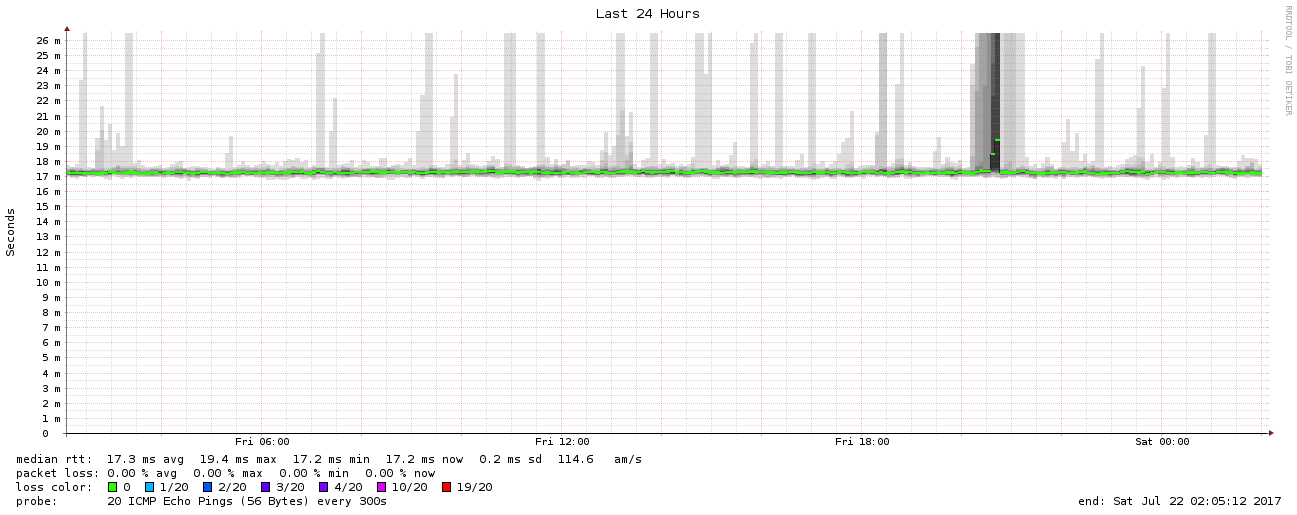 Last 24 Hours
RRDTOOL / TOBI OETIKER
Seconds
26 m
25 m
24 m
23 m
22 m
21 m
20 m
19 m
18 m
17 m
16 m
15 m
14 m
13 m
12 m
11 m
10 m
9 m
8 m
7 m
6 m
5 m
4 m
3 m
2 m
1 m
0
Fri 06:00 Fri 12:00 Fri 18:00 Sat 00:00
median rtt: 17.3 ms avg 19.4 ms max 17.2 ms min 17.2 ms now 0.2 ms sd 114.6 am/s
packet loss: 0.00 % avg 0.00 % max 0.00 % min 0.00 % now
loss color: 0 1/20 2/20 3/20 4/20 10/20 19/20
probe: 20 ICMP Echo Pings (56 Bytes) every 300s end: Sat Jul 22 02:05:12 2017